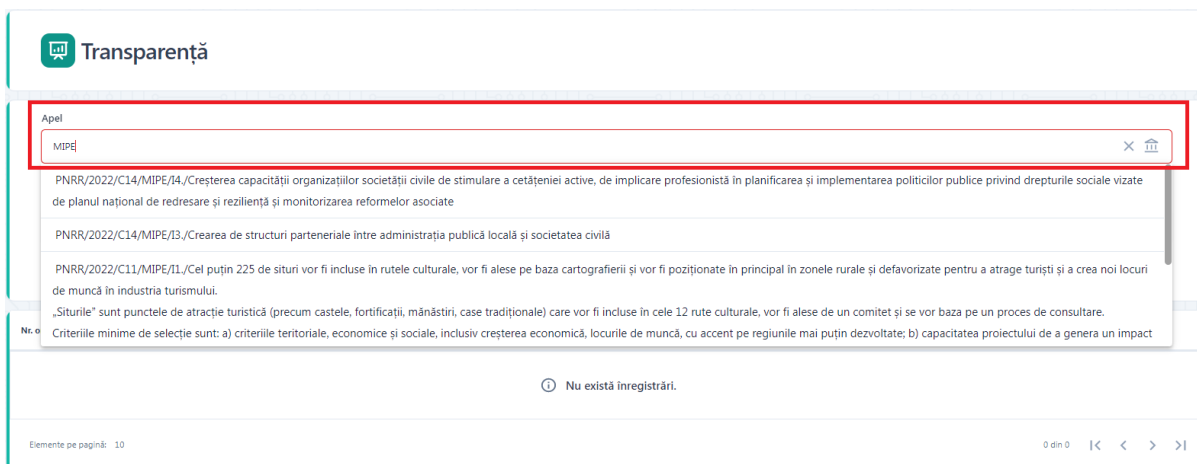 Transparență
Apel
MIPE
PNRR/2022/C14/MIPE/I4./Creșterea capacității organizațiilor societății civile de stimulare a cetățeniei active, de implicare profesionistă în planificarea și implementarea politicilor publice privind drepturile sociale vizate
de planul național de redresare și reziliență și monitorizarea reformelor asociate
PNRR/2022/C14/MIPE/I3./Crearea de structuri parteneriale între administrația publică locală și societatea civilă
PNRR/2022/C11/MIPE/I1./Cel puțin 225 de situri vor fi incluse în rutele culturale, vor fi alese pe baza cartografierii și vor fi poziționate în principal în zonele rurale și defavorizate pentru a atrage turiști și a crea noi locuri
de muncă în industria turismului.
„Siturile” sunt punctele de atracție turistică (precum castele, fortificații, mănăstiri, case tradiționale) care vor fi incluse în cele 12 rute culturale, vor fi alese de un comitet și se vor baza pe un proces de consultare.
Nr. o
Criteriile minime de selecție sunt: a) criteriile teritoriale, economice și sociale, inclusiv creșterea economică, locurile de muncă, cu accent pe regiunile mai puțin dezvoltate; b) capacitatea proiectului de a genera un impact
Nu există înregistrări.
Elemente pe pagină: 10
0 din 0